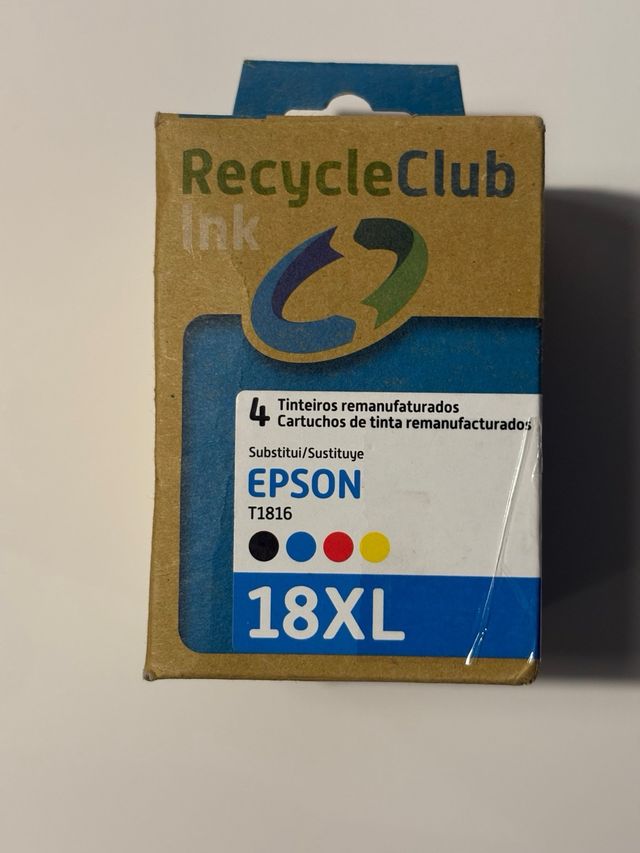 RecycleClub
Ink
4 Tinteiros remanufaturados
Cartuchos de tinta remanufacturados
Substitui/Sustituye
EPSON
T1816
18XL